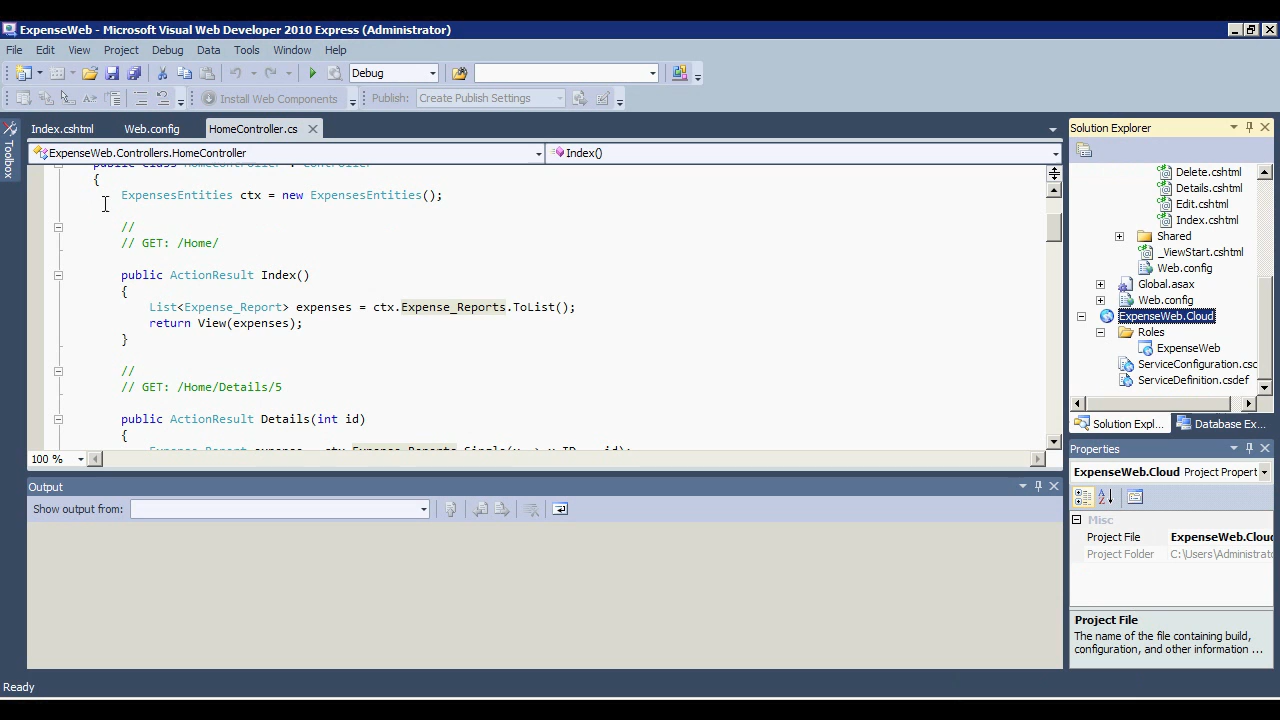 ExpenseWeb - Microsoft Visual Web Developer 2010 Express (Administrator)
File Edit View Project Debug Data Tools Window Help
Debug
Install Web Components Publish: Create Publish Settings
Index.cshtml Web.config HomeController.cs
Toolbox
ExpenseWeb.Controllers.HomeController Index()
public class HomeController : Controller
{
ExpensesEntities ctx = new ExpensesEntities();
//
// GET: /Home/
public ActionResult Index()
{
List<Expense_Report> expenses = ctx.Expense_Reports.ToList();
return View(expenses);
}
//
// GET: /Home/Details/5
public ActionResult Details(int id)
{
100 %
Output
Show output from:
Ready
Solution Explorer
Delete.cshtml
Details.cshtml
Edit.cshtml
Index.cshtml
Shared
_ViewStart.cshtml
Web.config
Global.asax
Web.config
ExpenseWeb.Cloud
Roles
ExpenseWeb
ServiceConfiguration.csc
ServiceDefinition.csdef
Solution Expl... Database Ex...
Properties
ExpenseWeb.Cloud Project Propert
Misc
Project File ExpenseWeb.Cloud
Project Folder C:\Users\Administrato
Project File
The name of the file containing build,
configuration, and other information ...